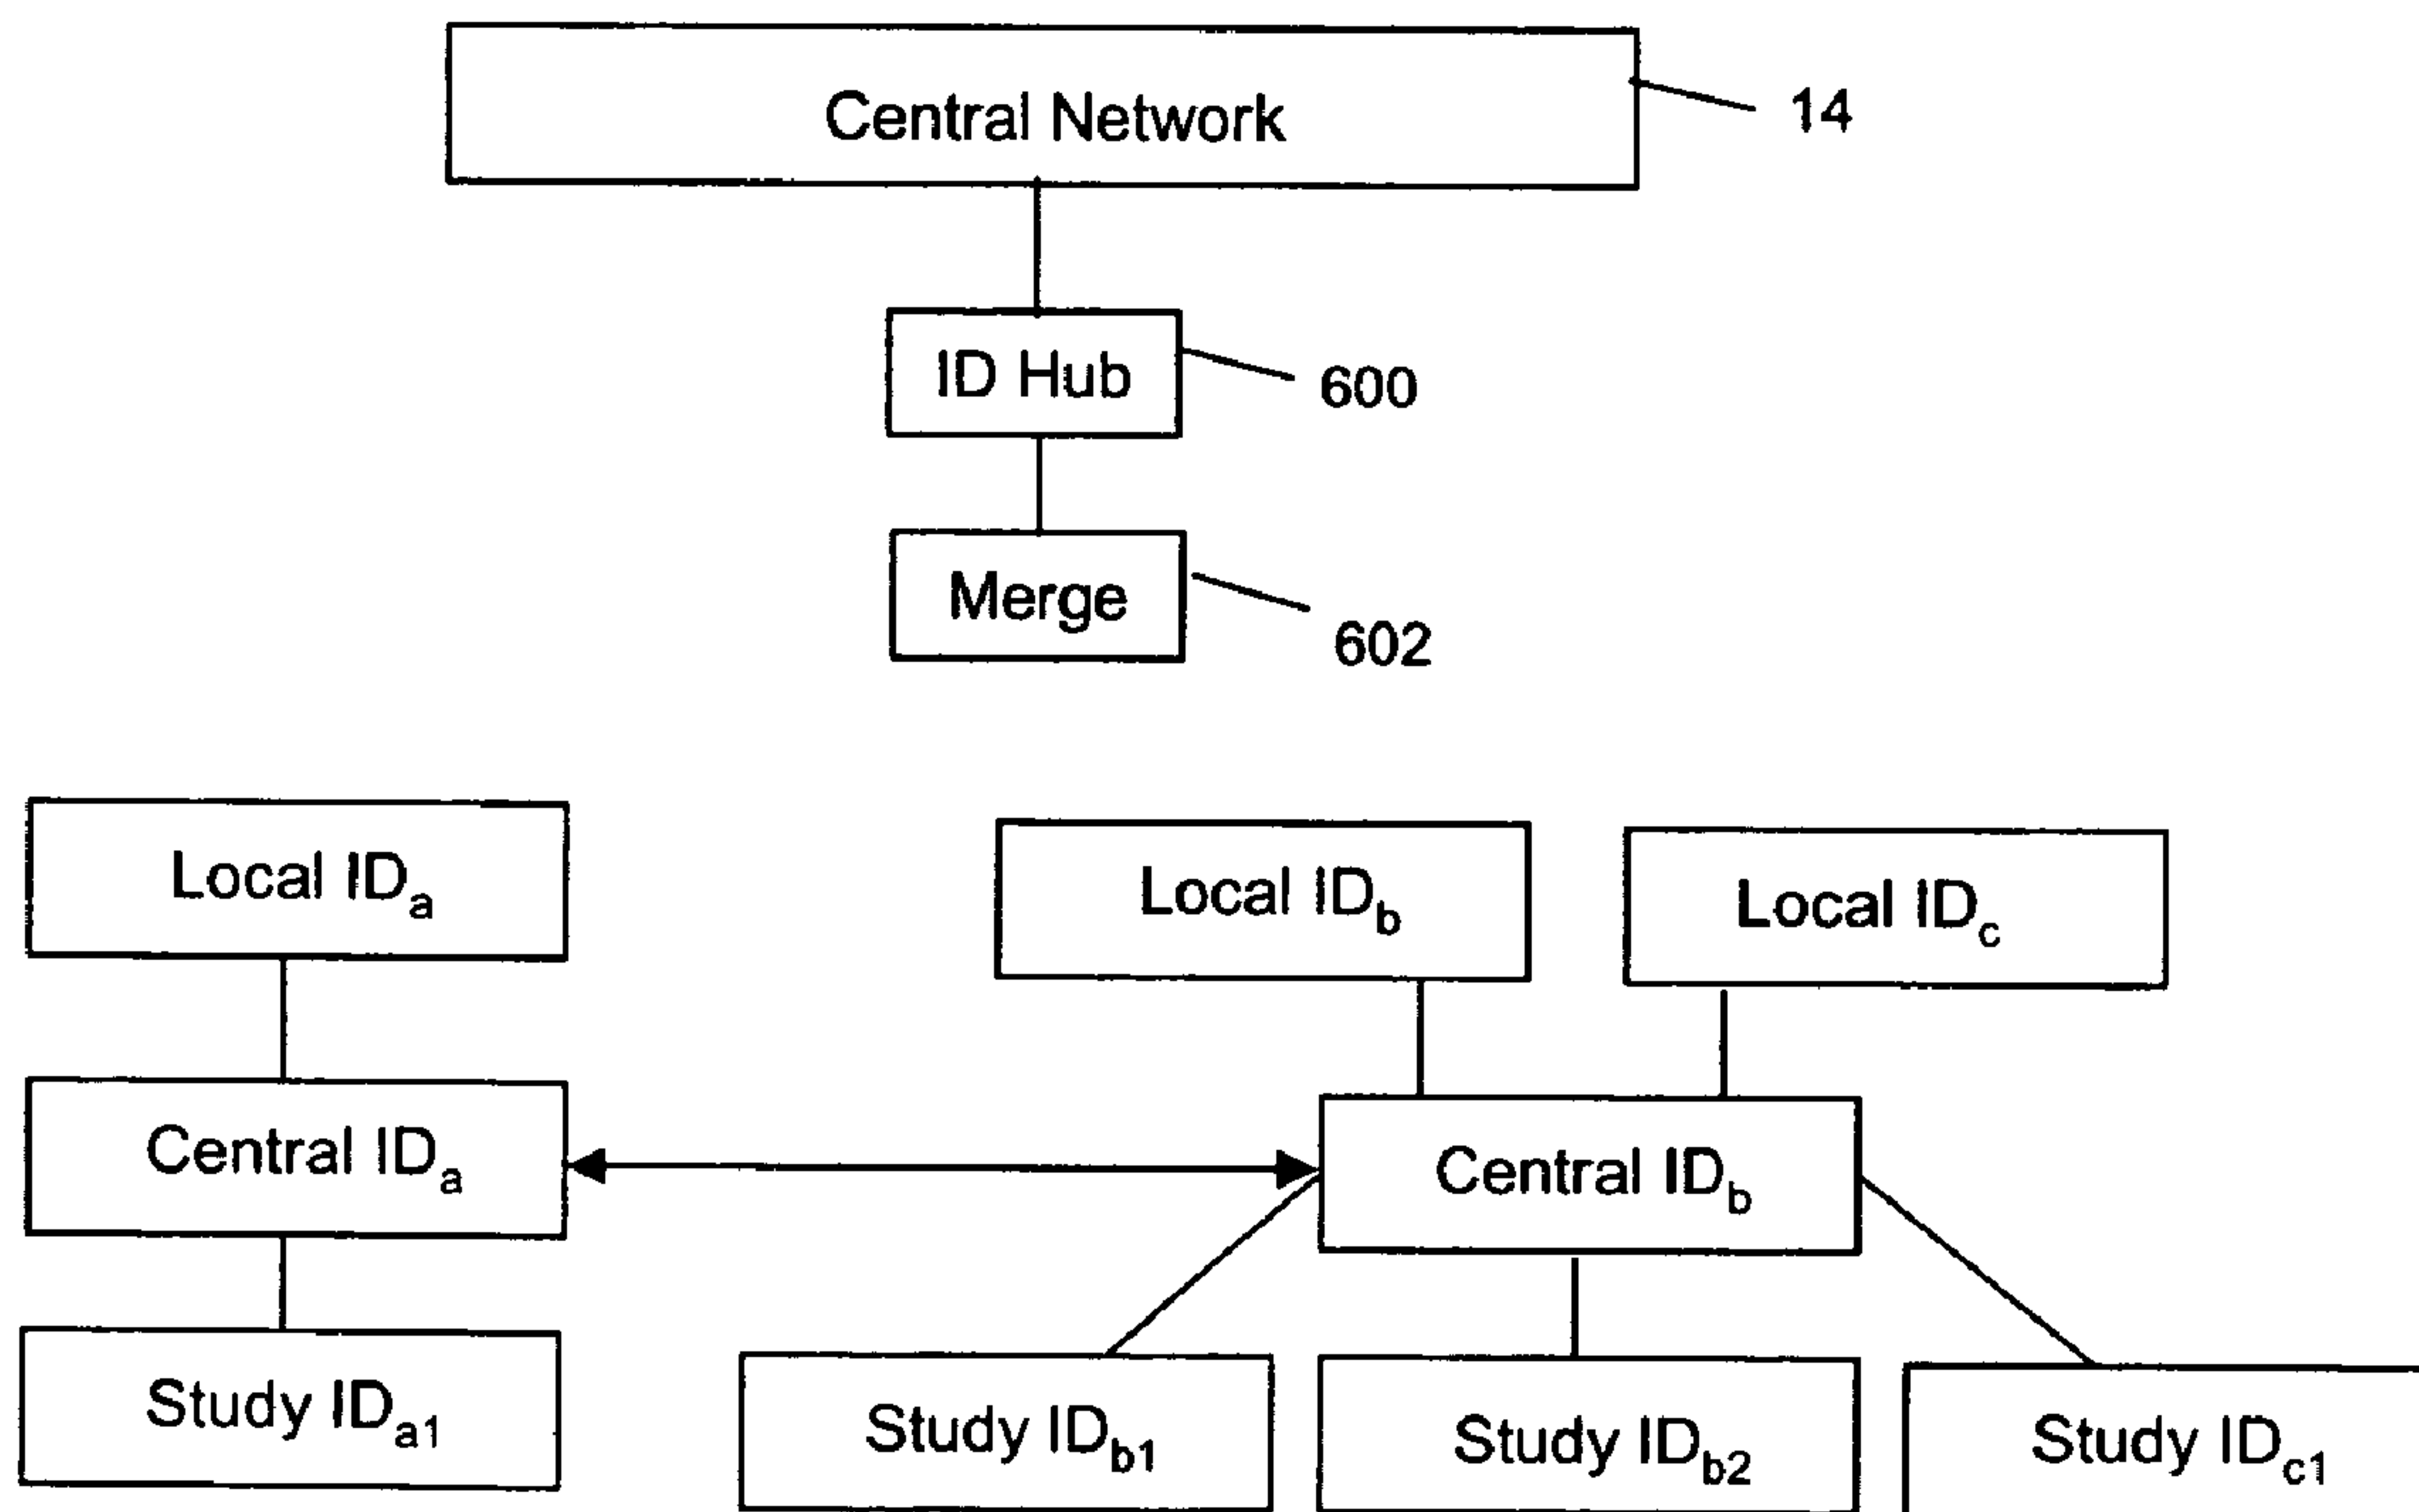 Central Network
14
ID Hub
600
Merge
602
Local IDa
Local IDb
Local IDc
Central IDa
Central IDb
Study IDa1
Study IDb1
Study IDb2
Study IDc1